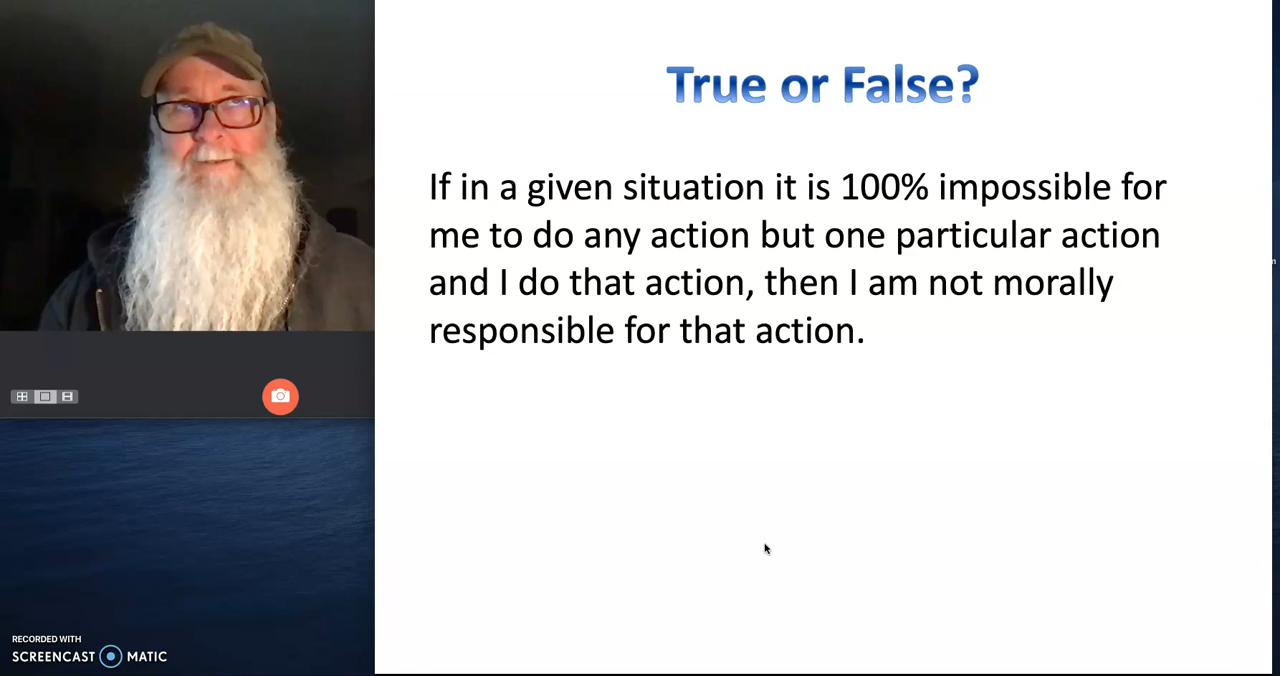 True or False?
If in a given situation it is 100% impossible for
me to do any action but one particular action
and I do that action, then I am not morally
responsible for that action.
n
RECORDED WITH
SCREENCAST MATIC